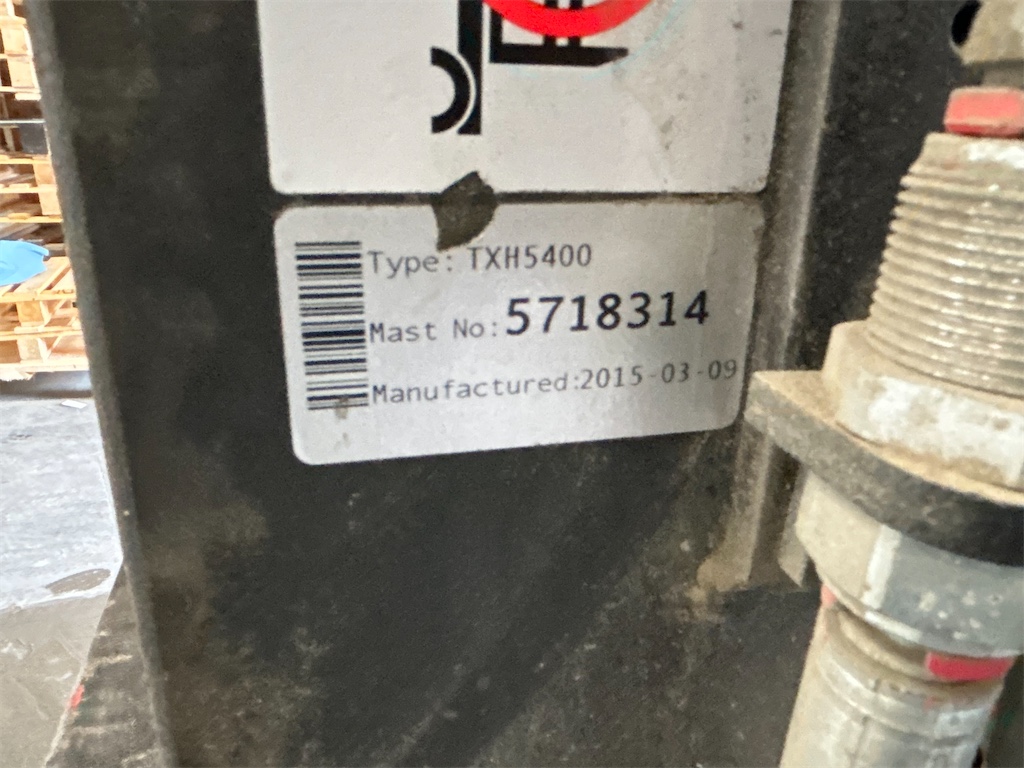 Type: TXH5400
Mast No: 5718314
Manufactured:2015-03-09